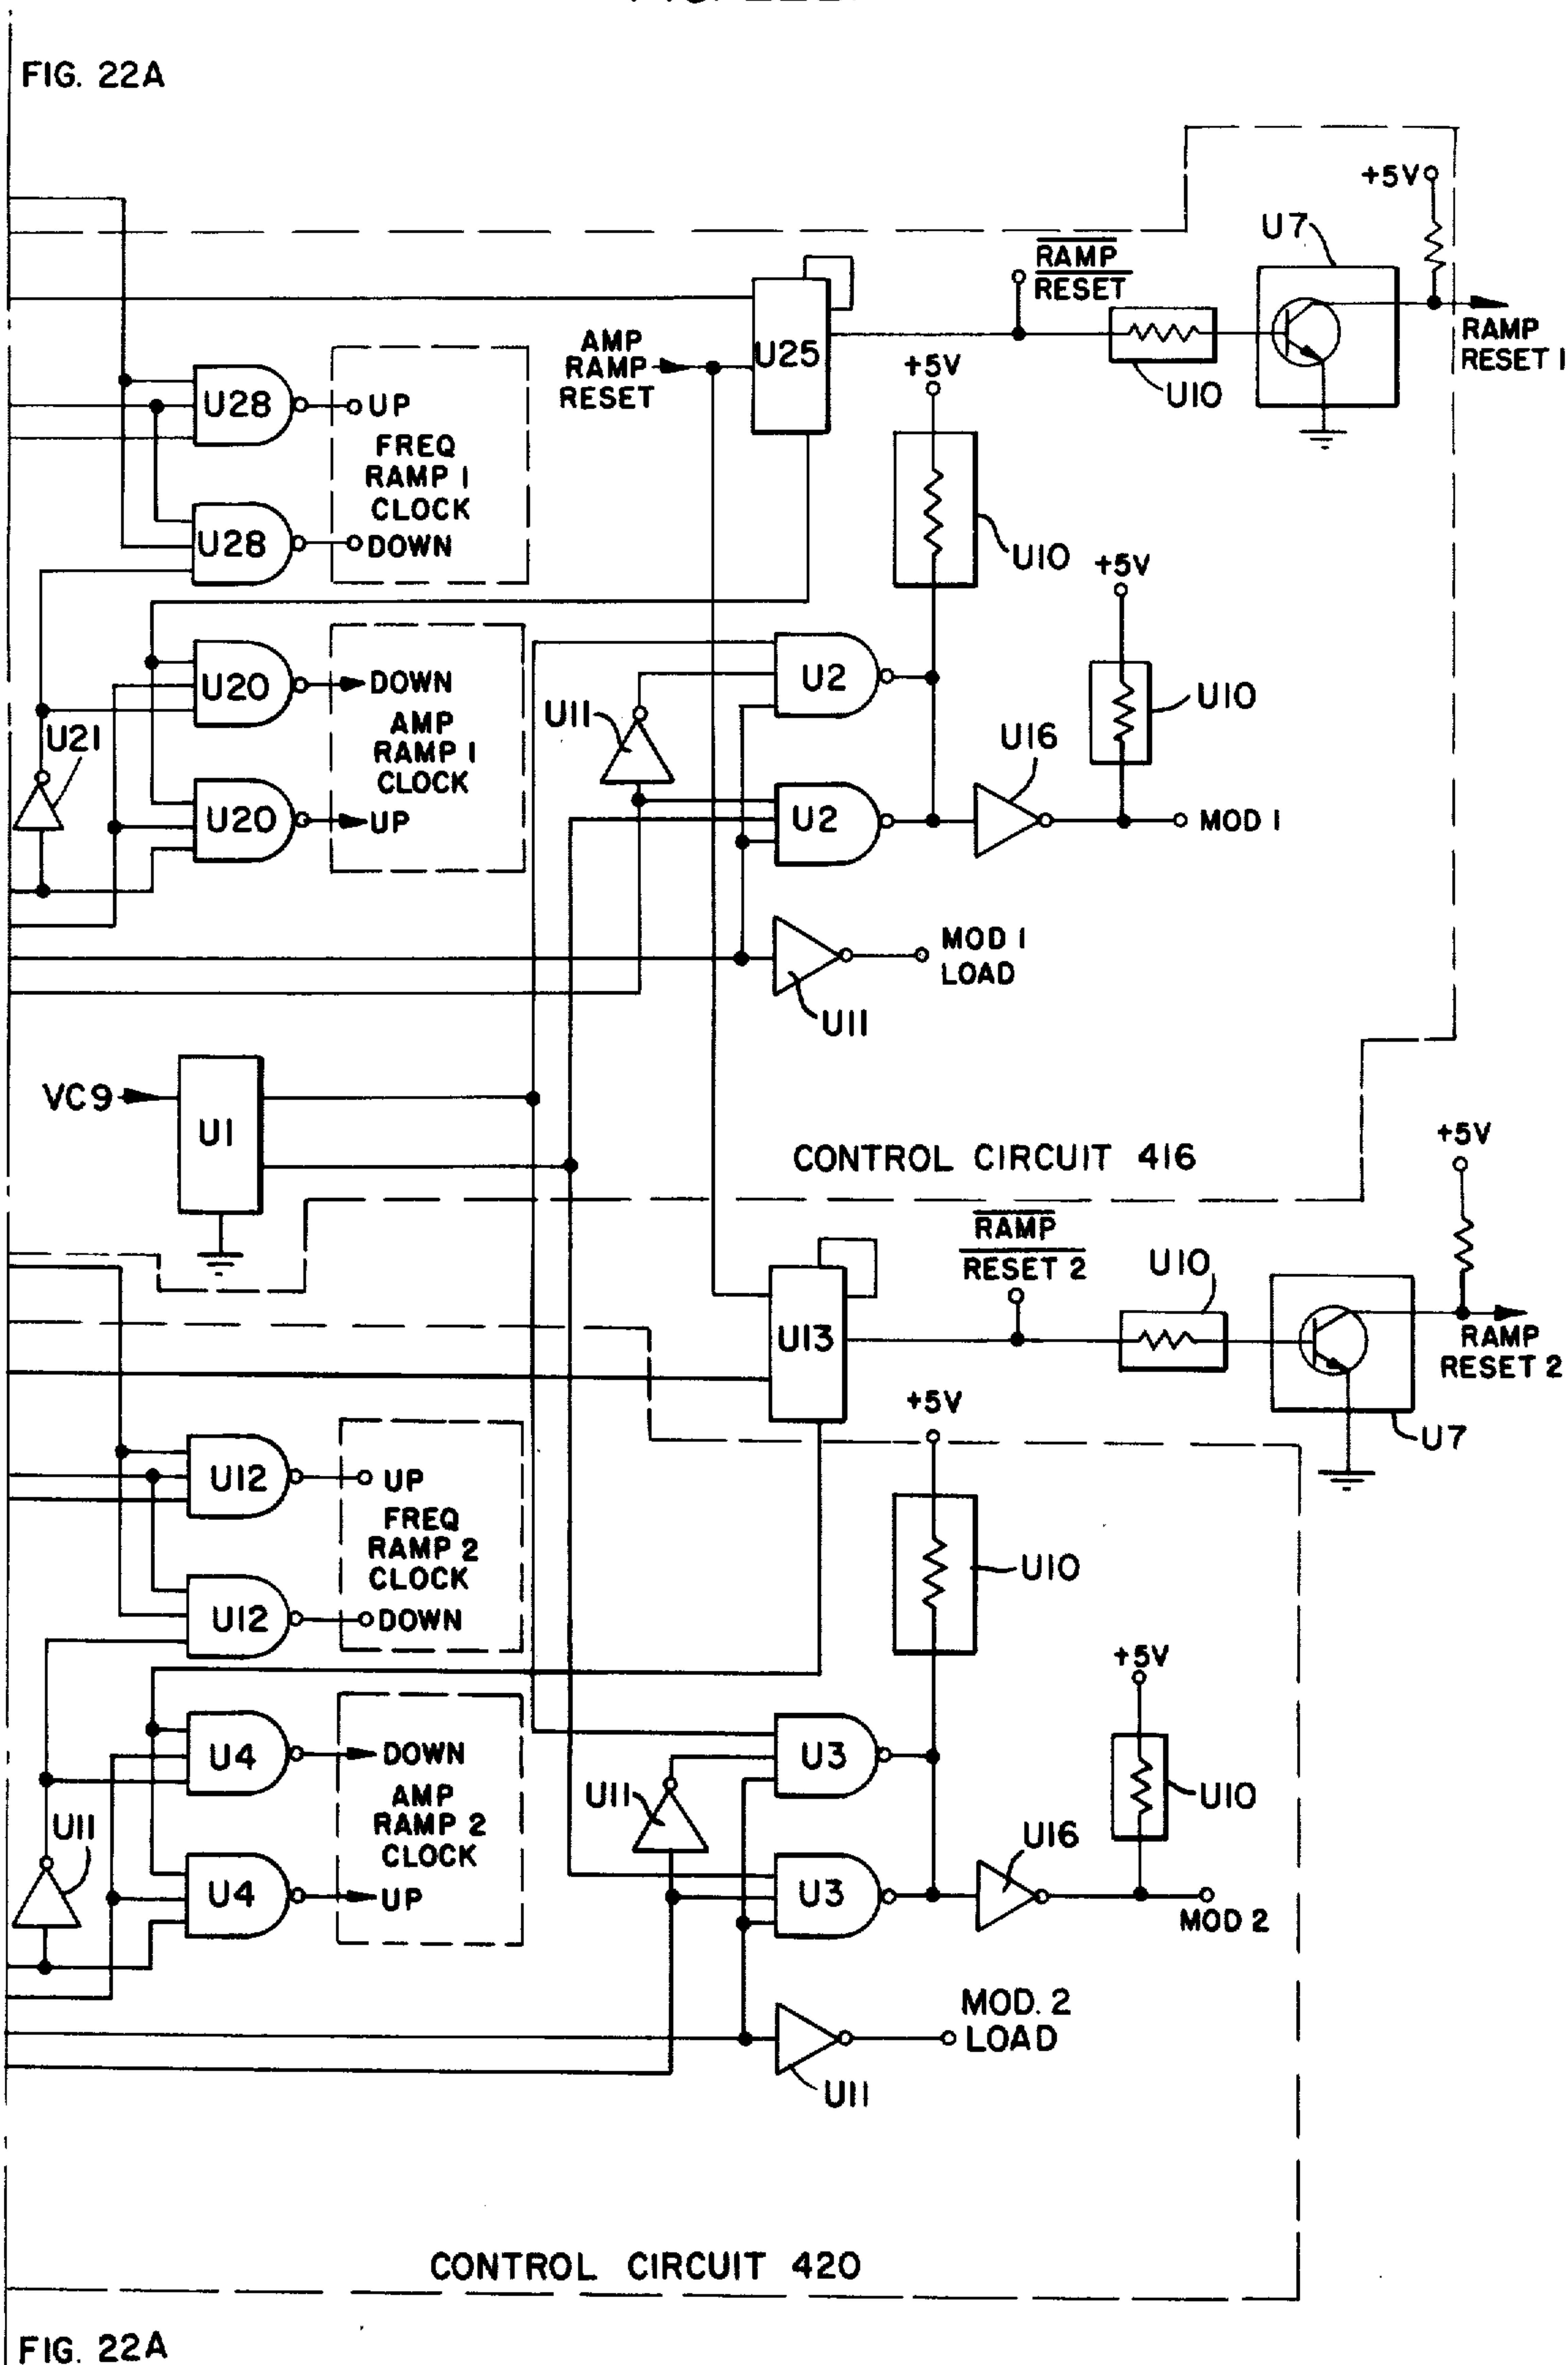 FIG. 22A
+5V
U7
RAMP
RESET
AMP
RAMP
RESET
U25
+5V
U10
RAMP
RESET 1
U28
UP
FREQ
RAMP 1
CLOCK
U28
DOWN
U10
+5V
U20
DOWN
U2
U10
U21
AMP
RAMP 1
CLOCK
U11
U16
U20
UP
U2
MOD 1
MOD 1
LOAD
U11
VC9
U1
CONTROL CIRCUIT 416
+5V
RAMP
RESET 2
U10
U13
RAMP
RESET 2
+5V
U7
U12
UP
FREQ
RAMP 2
CLOCK
U10
U12
DOWN
+5V
U4
DOWN
U3
U11
AMP
RAMP 2
CLOCK
U11
U10
U16
U4
UP
U3
MOD 2
MOD. 2
LOAD
U11
CONTROL CIRCUIT 420
FIG. 22A